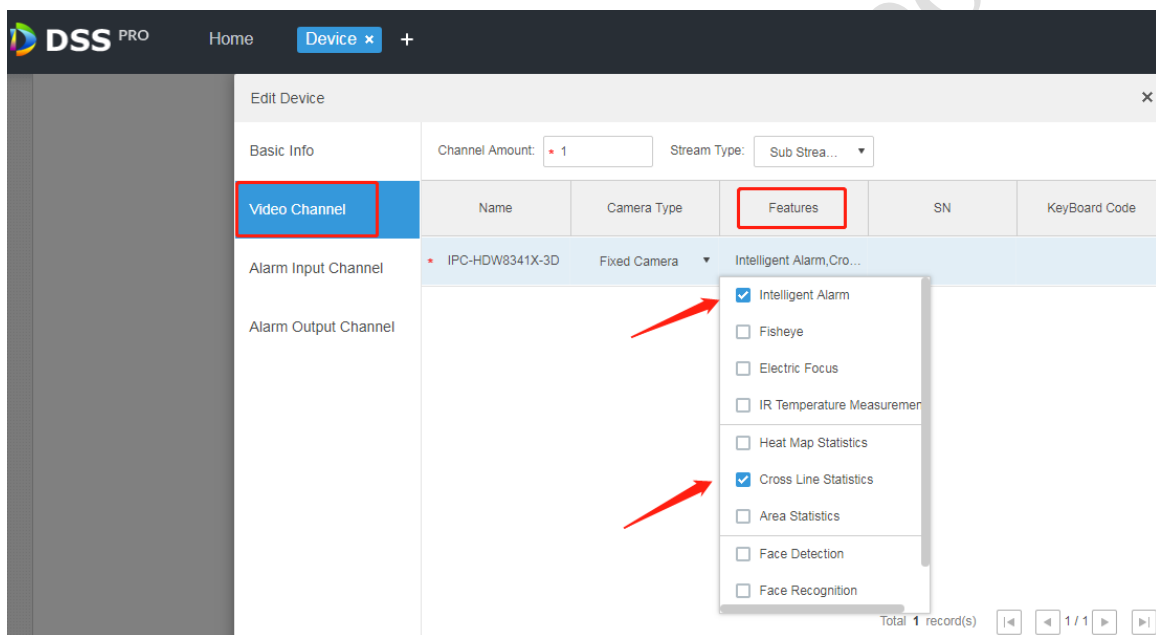 DSS PRO Home Device × +
Edit Device ×
Basic Info
Channel Amount: * 1 Stream Type: Sub Strea...
Video Channel
Name Camera Type Features SN KeyBoard Code
* IPC-HDW8341X-3D Fixed Camera Intelligent Alarm,Cro...
Alarm Input Channel
Alarm Output Channel
Intelligent Alarm
Fisheye
Electric Focus
IR Temperature Measuremen
Heat Map Statistics
Cross Line Statistics
Area Statistics
Face Detection
Face Recognition
Total 1 record(s) 1 / 1